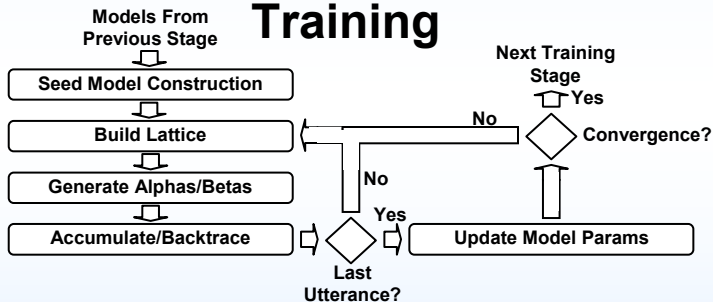 Training
Models From
Previous Stage
Seed Model Construction
Build Lattice
Generate Alphas/Betas
Accumulate/Backtrace
No
Last
Utterance?
Yes
Update Model Params
No
Convergence?
Yes
Next Training
Stage